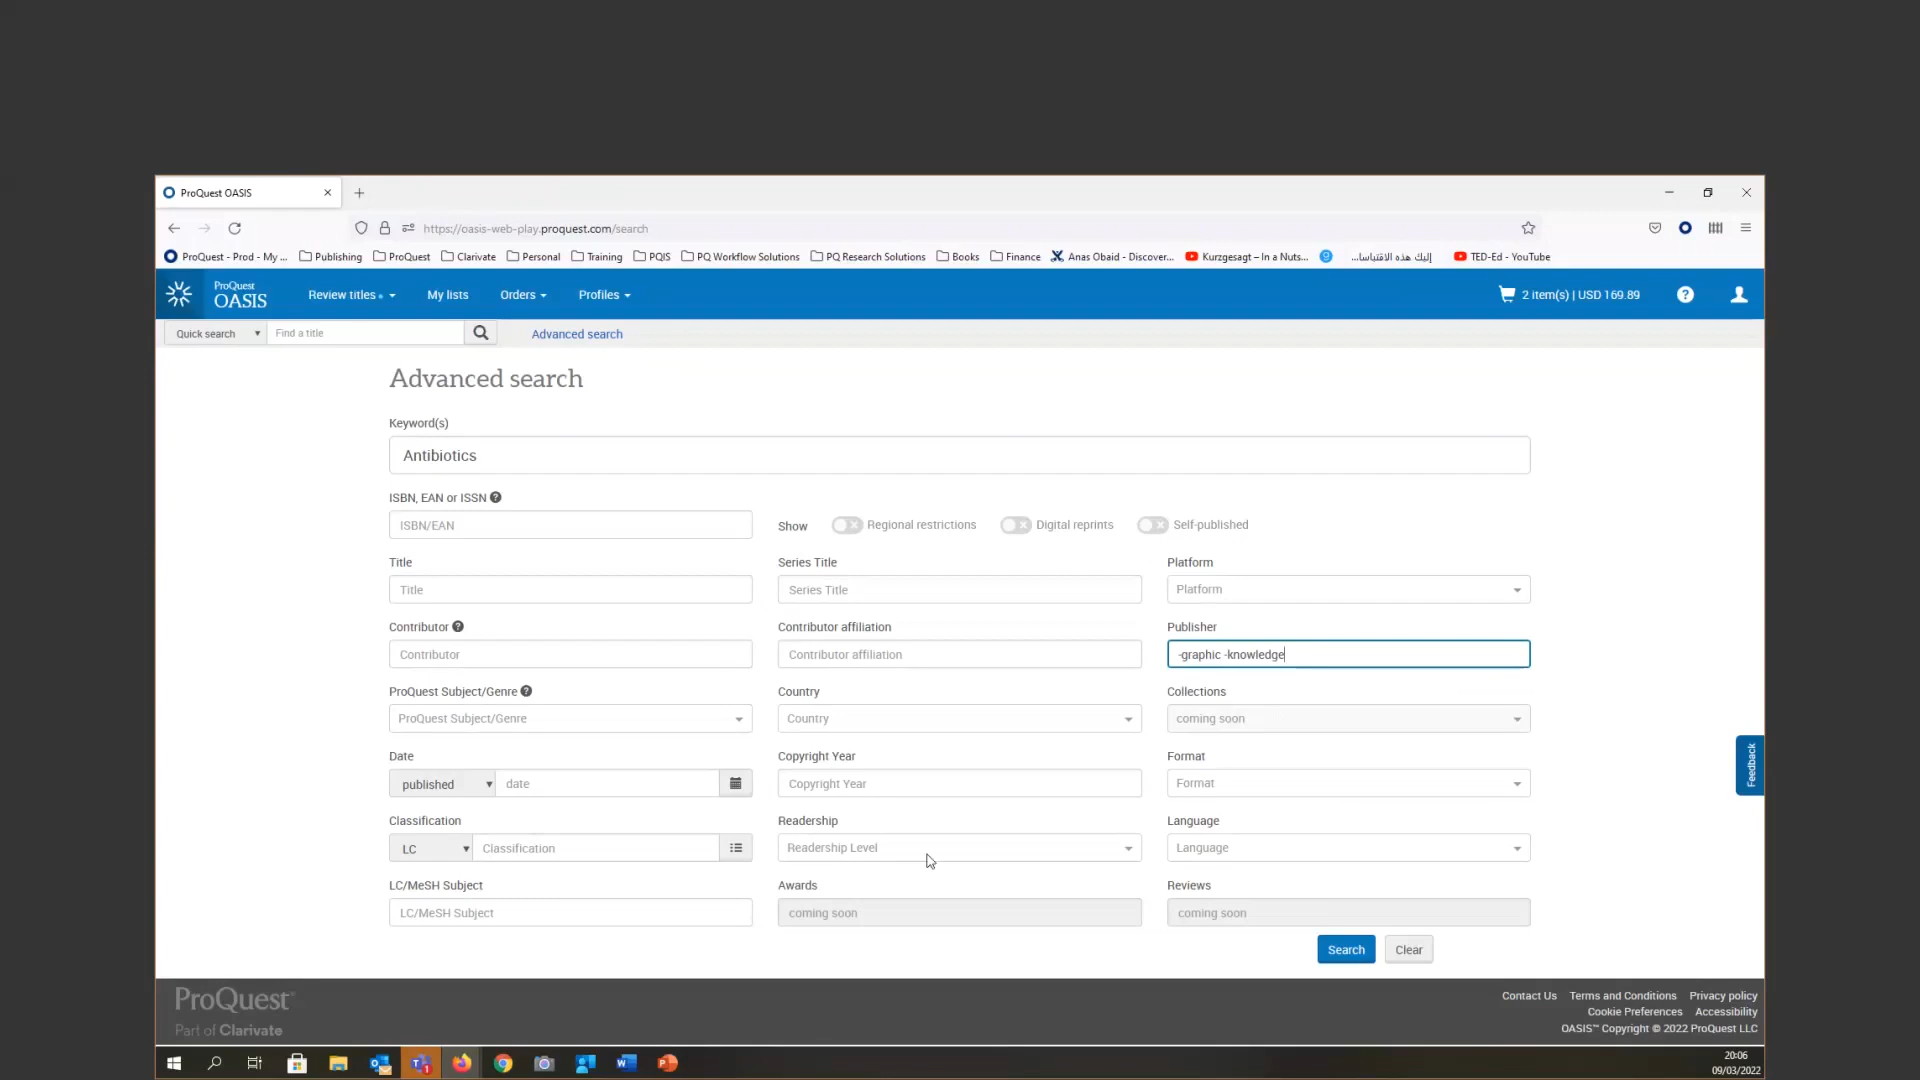 ProQuest OASIS
https://oasis-web-play.proquest.com/search
ProQuest - Prod - My ... Publishing ProQuest Clarivate Personal Training PQIS PQ Workflow Solutions PQ Research Solutions Books Finance Anas Obaid - Discover... Kurzgesagt – In a Nuts... إليك هذه الاقتباسا... TED-Ed - YouTube
ProQuest
OASIS
Review titles My lists Orders Profiles 2 item(s) | USD 169.89
Quick search Find a title Advanced search
Advanced search
Keyword(s)
Antibiotics
ISBN, EAN or ISSN
ISBN/EAN Show Regional restrictions Digital reprints Self-published
Title Series Title Platform
Title Series Title Platform
Contributor Contributor affiliation Publisher
Contributor Contributor affiliation -graphic -knowledge
ProQuest Subject/Genre Country Collections
ProQuest Subject/Genre Country coming soon
Date Copyright Year Format
published date Copyright Year Format
Feedback
Classification Readership Language
LC Classification Readership Level Language
LC/MeSH Subject Awards Reviews
LC/MeSH Subject coming soon coming soon
Search Clear
ProQuest
Part of Clarivate
Contact Us Terms and Conditions Privacy policy
Cookie Preferences Accessibility
OASIS™ Copyright © 2022 ProQuest LLC
20:06
09/03/2022